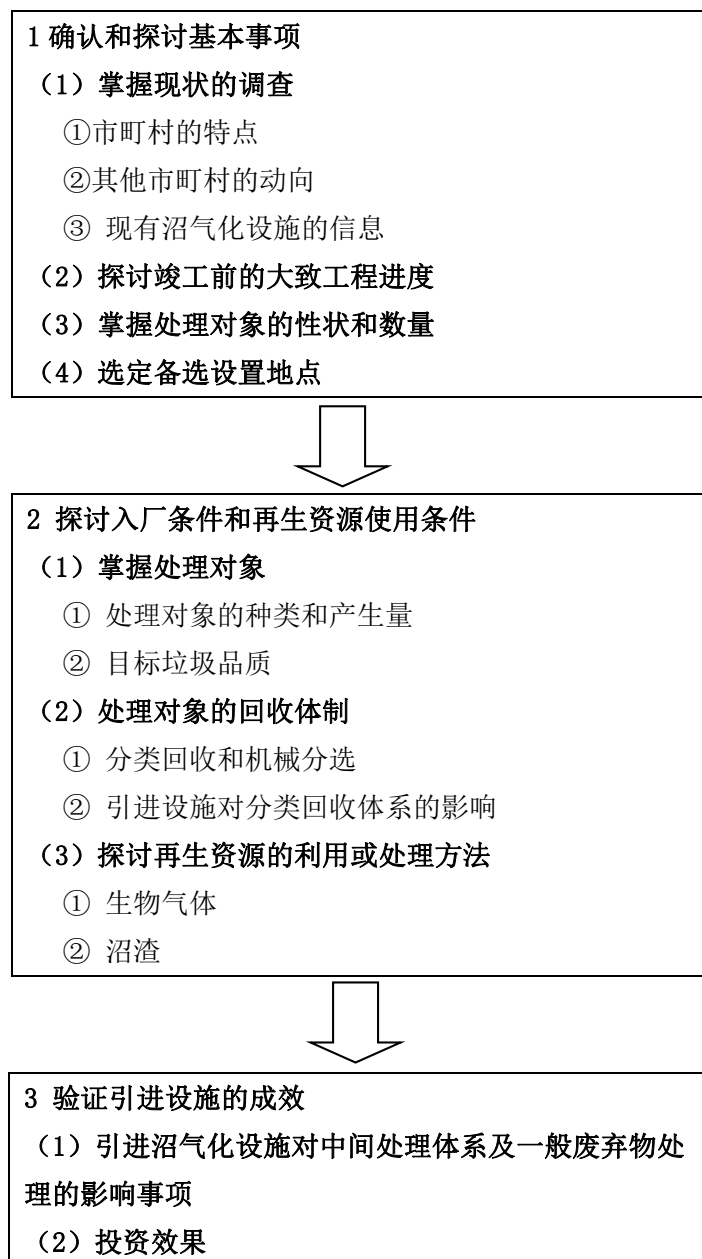 1 确认和探讨基本事项
（1）掌握现状的调查
①市町村的特点
②其他市町村的动向
③ 现有沼气化设施的信息
（2）探讨竣工前的大致工程进度
（3）掌握处理对象的性状和数量
（4）选定备选设置地点
2 探讨入厂条件和再生资源使用条件
（1）掌握处理对象
① 处理对象的种类和产生量
② 目标垃圾品质
（2）处理对象的回收体制
① 分类回收和机械分选
② 引进设施对分类回收体系的影响
（3）探讨再生资源的利用或处理方法
① 生物气体
② 沼渣
3 验证引进设施的成效
（1）引进沼气化设施对中间处理体系及一般废弃物处
理的影响事项
（2）投资效果